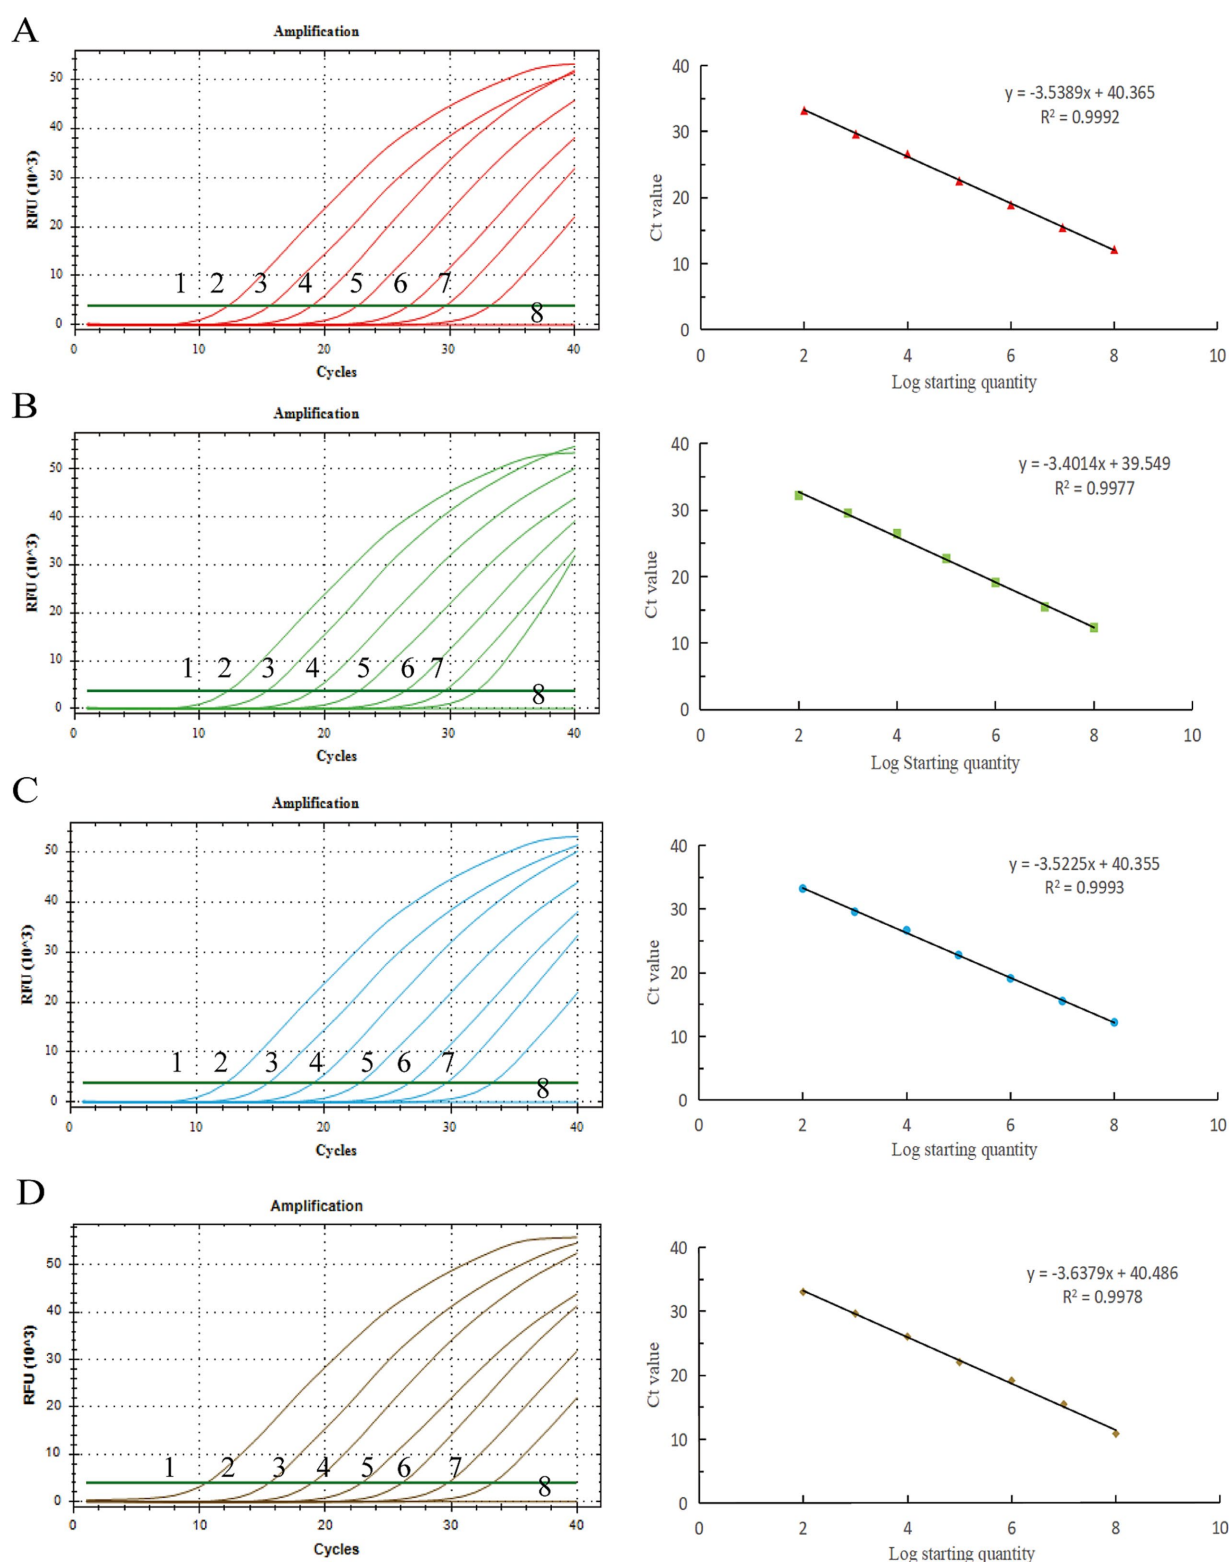 A
Amplification
RFU (10^3)
50
40
30
20
10
0
1 2 3 4 5 6 7
8
0 10 20 30 40
Cycles
y = -3.5389x + 40.365
R² = 0.9992
Ct value
40
30
20
10
0
0 2 4 6 8 10
Log starting quantity
B
Amplification
RFU (10^3)
50
40
30
20
10
0
1 2 3 4 5 6 7
8
0 10 20 30 40
Cycles
y = -3.4014x + 39.549
R² = 0.9977
Ct value
40
30
20
10
0
0 2 4 6 8 10
Log Starting quantity
C
Amplification
RFU (10^3)
50
40
30
20
10
0
1 2 3 4 5 6 7
8
0 10 20 30 40
Cycles
y = -3.5225x + 40.355
R² = 0.9993
Ct value
40
30
20
10
0
0 2 4 6 8 10
Log starting quantity
D
Amplification
RFU (10^3)
50
40
30
20
10
0
1 2 3 4 5 6 7
8
0 10 20 30 40
Cycles
y = -3.6379x + 40.486
R² = 0.9978
Ct value
40
30
20
10
0
0 2 4 6 8 10
Log starting quantity